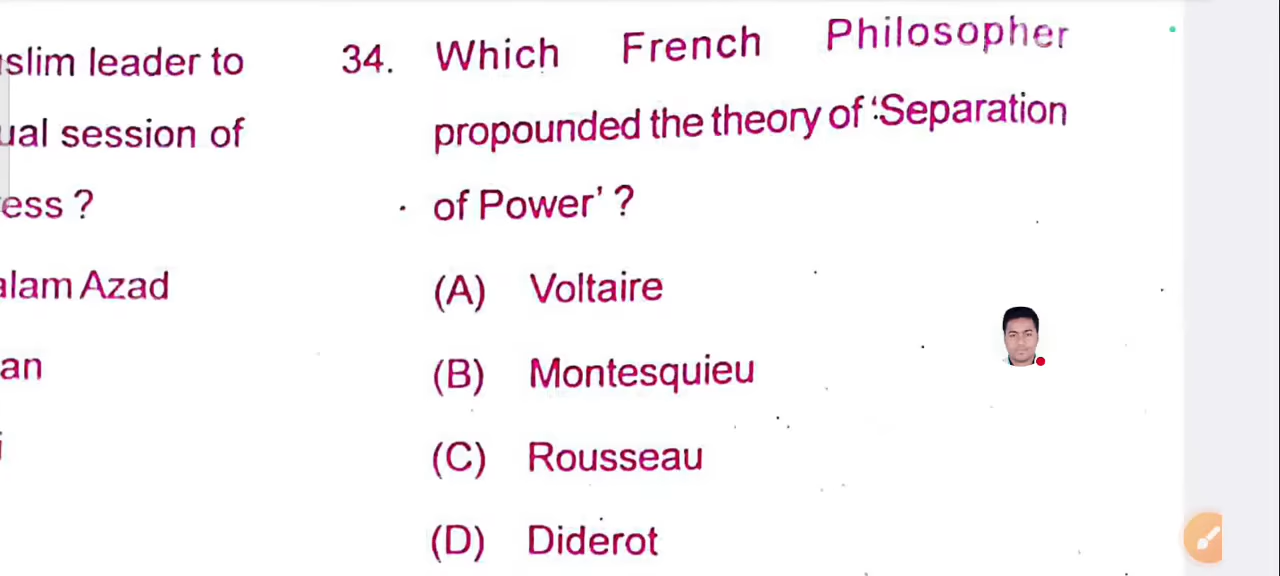 slim leader to
ual session of
ess ?
alam Azad
an
34. Which French Philosopher
propounded the theory of ‘Separation
of Power’ ?
(A) Voltaire
(B) Montesquieu
(C) Rousseau
(D) Diderot